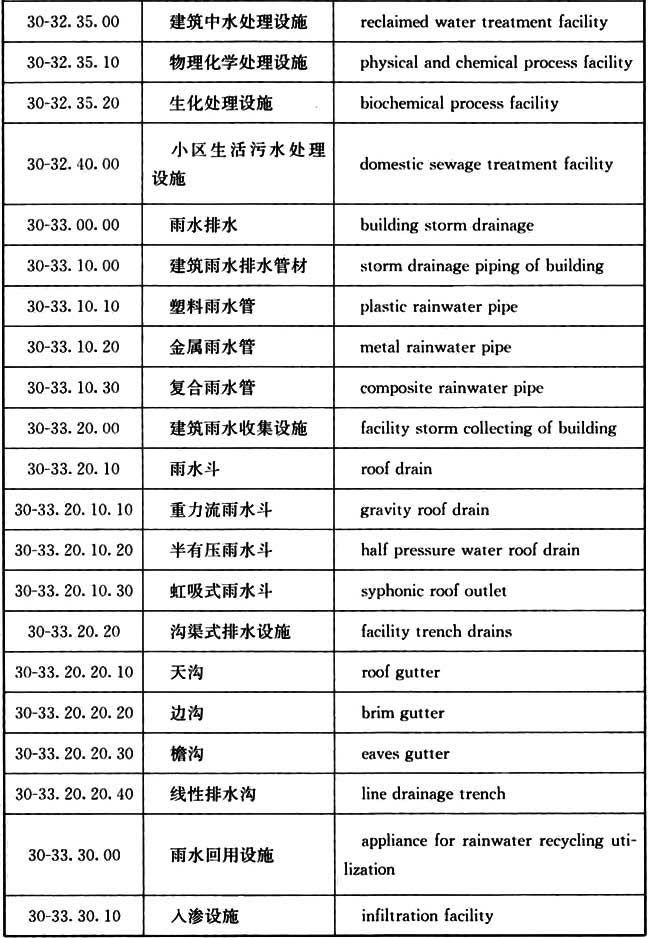 30-32.35.00 建筑中水处理设施 reclaimed water treatment facility
30-32.35.10 物理化学处理设施 physical and chemical process facility
30-32.35.20 生化处理设施 biochemical process facility
30-32.40.00 小区生活污水处理 domestic sewage treatment facility
设施
30-33.00.00 雨水排水 building storm drainage
30-33.10.00 建筑雨水排水管材 storm drainage piping of building
30-33.10.10 塑料雨水管 plastic rainwater pipe
30-33.10.20 金属雨水管 metal rainwater pipe
30-33.10.30 复合雨水管 composite rainwater pipe
30-33.20.00 建筑雨水收集设施 facility storm collecting of building
30-33.20.10 雨水斗 roof drain
30-33.20.10.10 重力流雨水斗 gravity roof drain
30-33.20.10.20 半有压雨水斗 half pressure water roof drain
30-33.20.10.30 虹吸式雨水斗 syphonic roof outlet
30-33.20.20 沟渠式排水设施 facility trench drains
30-33.20.20.10 天沟 roof gutter
30-33.20.20.20 边沟 brim gutter
30-33.20.20.30 檐沟 eaves gutter
30-33.20.20.40 线性排水沟 line drainage trench
30-33.30.00 雨水回用设施 appliance for rainwater recycling uti-
lization
30-33.30.10 入渗设施 infiltration facility